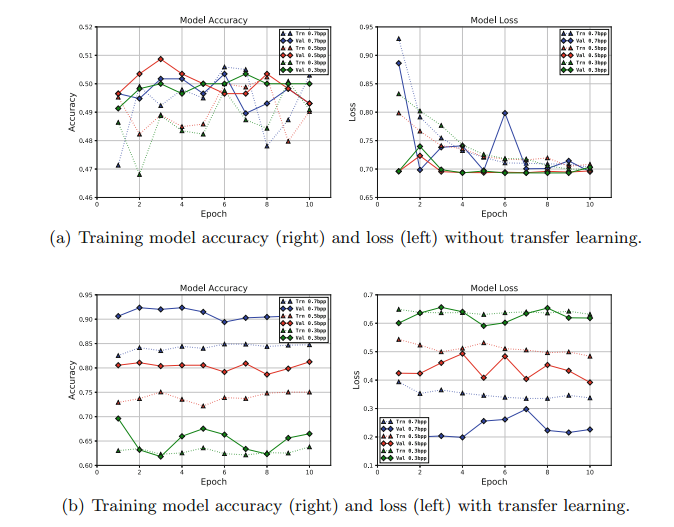 Model Accuracy
Model Loss
0.52
0.51
0.50
0.49
0.48
0.47
0.46
Accuracy
0 2 4 6 8 10
Epoch
Trn 0.7bpp
Val 0.7bpp
Trn 0.5bpp
Val 0.5bpp
Trn 0.3bpp
Val 0.3bpp
0.95
0.90
0.85
0.80
0.75
0.70
0.65
Loss
0 2 4 6 8 10
Epoch
Trn 0.7bpp
Val 0.7bpp
Trn 0.5bpp
Val 0.5bpp
Trn 0.3bpp
Val 0.3bpp
(a) Training model accuracy (right) and loss (left) without transfer learning.
Model Accuracy
Model Loss
0.95
0.90
0.85
0.80
0.75
0.70
0.65
0.60
Accuracy
0 2 4 6 8 10
Epoch
Trn 0.7bpp
Val 0.7bpp
Trn 0.5bpp
Val 0.5bpp
Trn 0.3bpp
Val 0.3bpp
0.7
0.6
0.5
0.4
0.3
0.2
0.1
Loss
0 2 4 6 8 10
Epoch
Trn 0.7bpp
Val 0.7bpp
Trn 0.5bpp
Val 0.5bpp
Trn 0.3bpp
Val 0.3bpp
(b) Training model accuracy (right) and loss (left) with transfer learning.